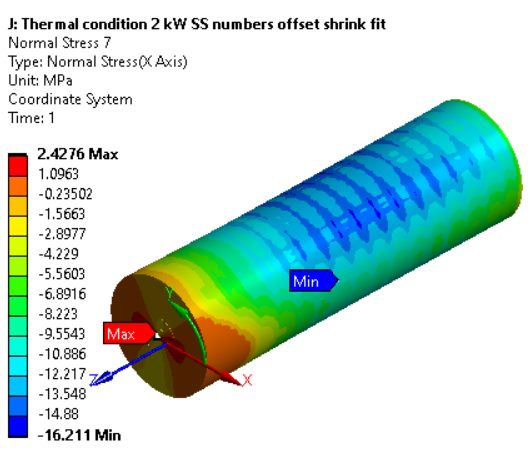 J: Thermal condition 2 kW SS numbers offset shrink fit
Normal Stress 7
Type: Normal Stress(X Axis)
Unit: MPa
Coordinate System
Time: 1
2.4276 Max
1.0963
-0.23502
-1.5663
-2.8977
-4.229
-5.5603
-6.8916
-8.223
-9.5543
-10.886
-12.217
-13.548
-14.88
-16.211 Min
Min
Y
Max
Z
X